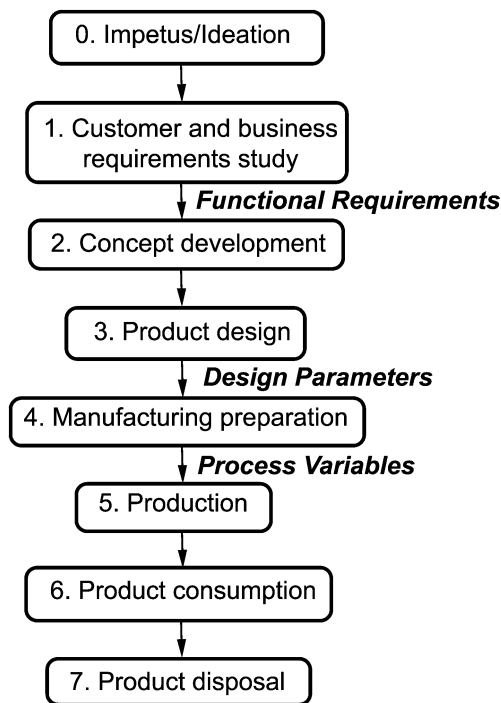 0. Impetus/Ideation
1. Customer and business
requirements study
Functional Requirements
2. Concept development
3. Product design
Design Parameters
4. Manufacturing preparation
Process Variables
5. Production
6. Product consumption
7. Product disposal